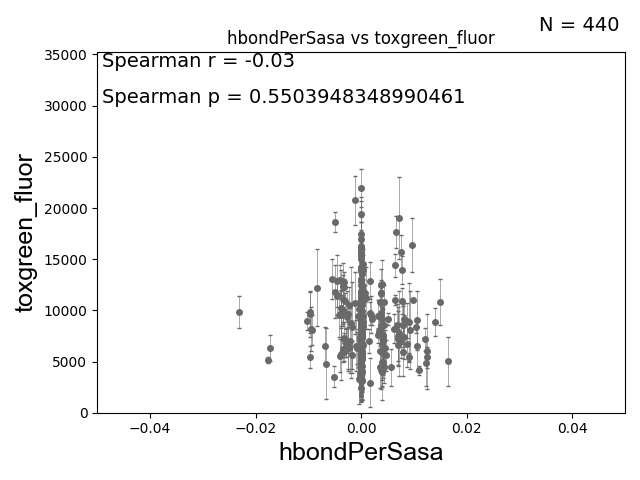 N = 440
hbondPerSasa vs toxgreen_fluor
Spearman r = -0.03
Spearman p = 0.5503948348990461
35000
30000
25000
20000
15000
10000
5000
0
toxgreen_fluor
−0.04
−0.02
0.00
0.02
0.04
hbondPerSasa